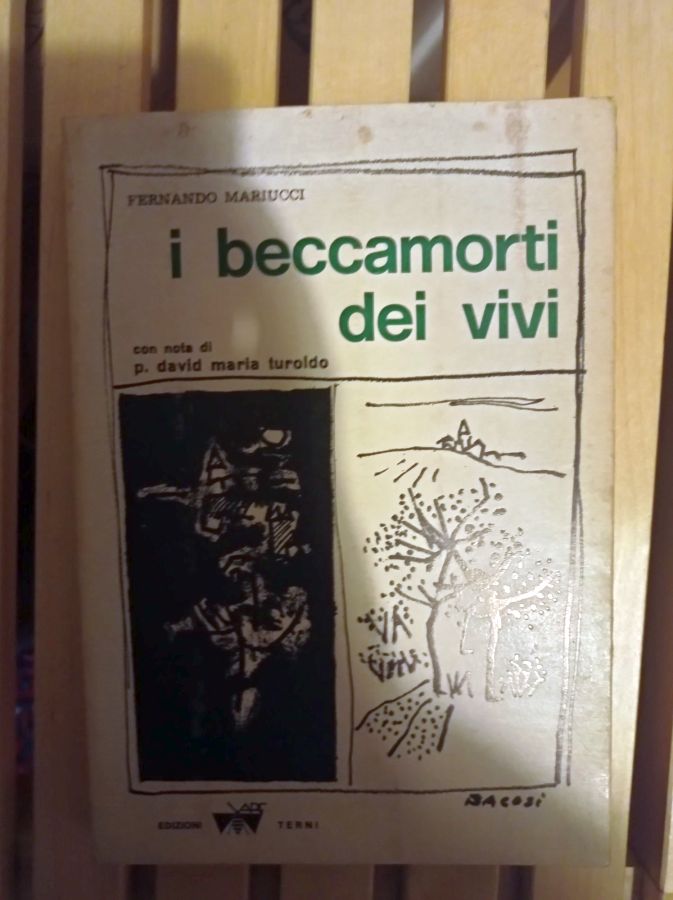 FERNANDO MARIUCCI
i beccamorti
dei vivi
con nota di
p. david maria turoldo
BACOSI
EDIZIONI TERNI